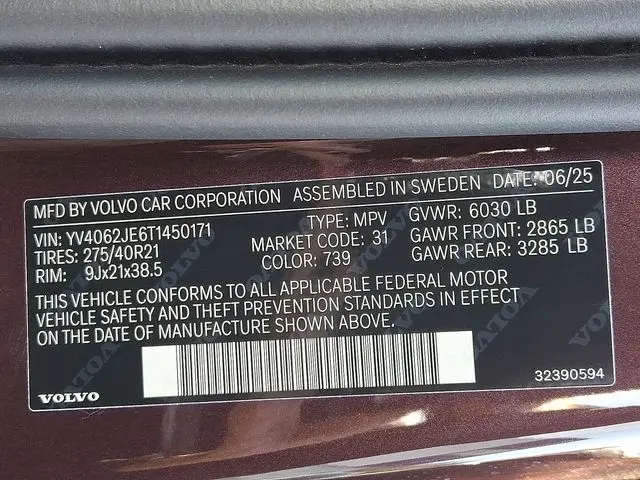 MFD BY VOLVO CAR CORPORATION ASSEMBLED IN SWEDEN DATE: 06/25
VIN: YV4062JE6T1450171 TYPE: MPV GVWR: 6030 LB
TIRES: 275/40R21 MARKET CODE: 31 GAWR FRONT: 2865 LB
RIM: 9Jx21x38.5 COLOR: 739 GAWR REAR: 3285 LB
THIS VEHICLE CONFORMS TO ALL APPLICABLE FEDERAL MOTOR
VEHICLE SAFETY AND THEFT PREVENTION STANDARDS IN EFFECT
ON THE DATE OF MANUFACTURE SHOWN ABOVE.
32390594
VOLVO